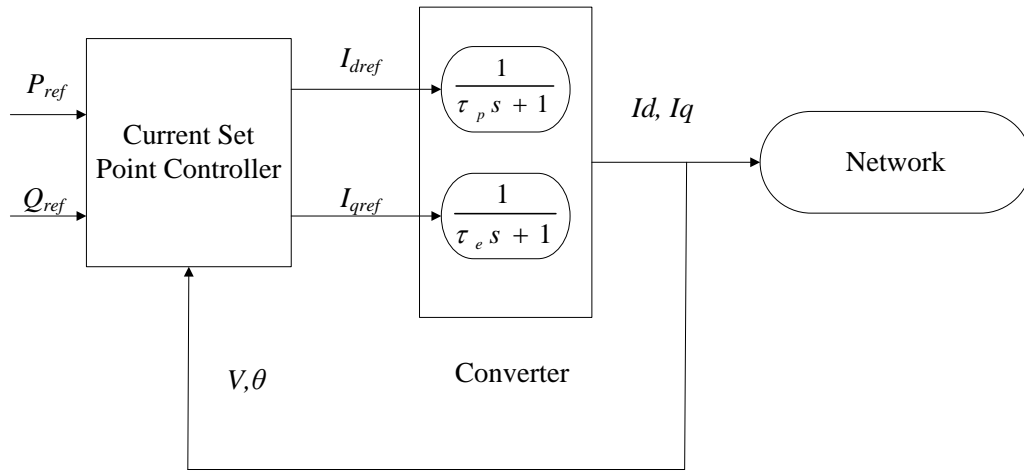 P_ref
Q_ref
Current Set
Point Controller
I_dref
I_qref
1
τ_p s + 1
1
τ_e s + 1
Converter
Id, Iq
Network
V,θ